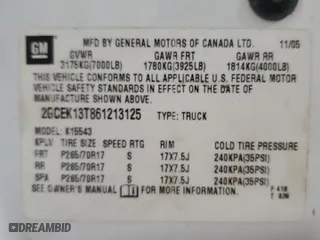 GM
MFD BY GENERAL MOTORS OF CANADA LTD. 11/05
GVWR GAWR FRT GAWR RR
3175KG(7000LB) 1780KG(3925LB) 1814KG(4000LB)
THIS VEHICLE CONFORMS TO ALL APPLICABLE U.S. FEDERAL MOTOR
VEHICLE SAFETY STANDARDS IN EFFECT ON THE DATE OF
MANUFACTURE SHOWN ABOVE.
2GCEK13T861213125 TYPE: TRUCK
MODEL: K15543
TIRE SIZE SPEED RTG RIM COLD TIRE PRESSURE
FRT P265/70R17 S 17X7.5J 240KPA(35PSI)
RR P265/70R17 S 17X7.5J 240KPA(35PSI)
SPA P265/70R17 S 17X7.5J 240KPA(35PSI)
SEE OWNER'S MANUAL FOR MORE INFORMATION.